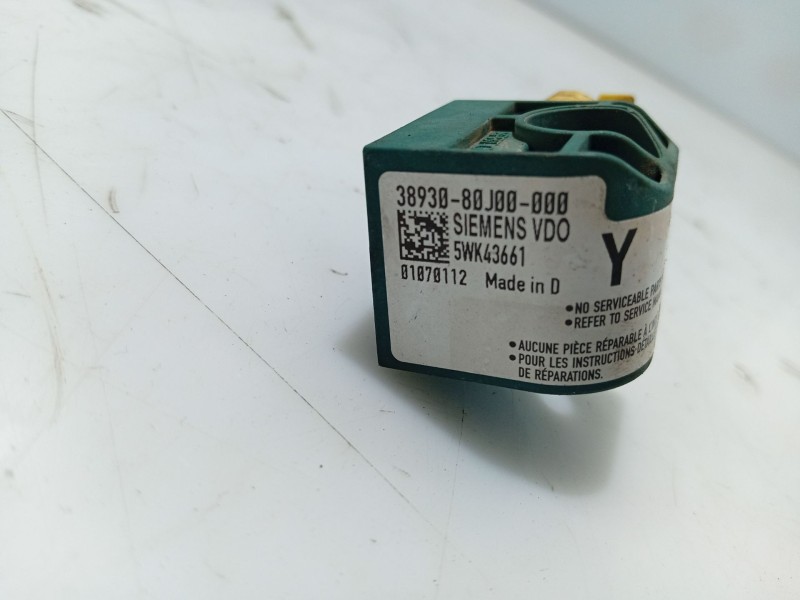 38930-80J00-000
SIEMENS VDO
5WK43661
01070112 Made in D
Y
•NO SERVICEABLE
•REFER TO SERVICE
•AUCUNE PIÈCE RÉPARABLE À
•POUR LES INSTRUCTIONS
DE RÉPARATIONS.